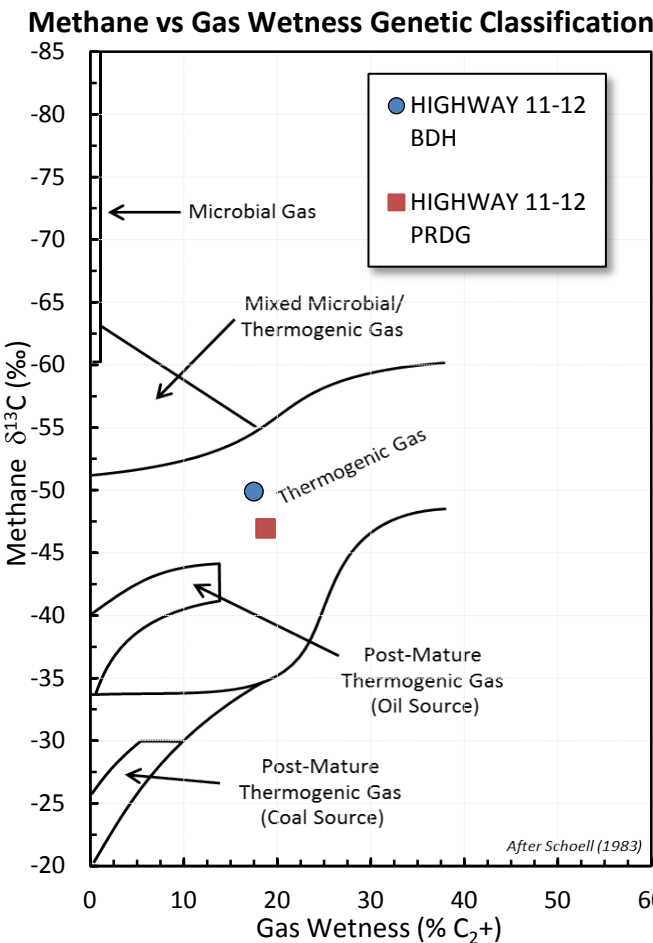 Methane vs Gas Wetness Genetic Classification
-85
-80
-75
-70
-65
-60
-55
-50
-45
-40
-35
-30
-25
-20
Methane δ¹³C (‰)
HIGHWAY 11-12
BDH
HIGHWAY 11-12
PRDG
Microbial Gas
Mixed Microbial/
Thermogenic Gas
Thermogenic Gas
Post-Mature
Thermogenic Gas
(Oil Source)
Post-Mature
Thermogenic Gas
(Coal Source)
After Schoell (1983)
0 10 20 30 40 50 60
Gas Wetness (% C₂+)